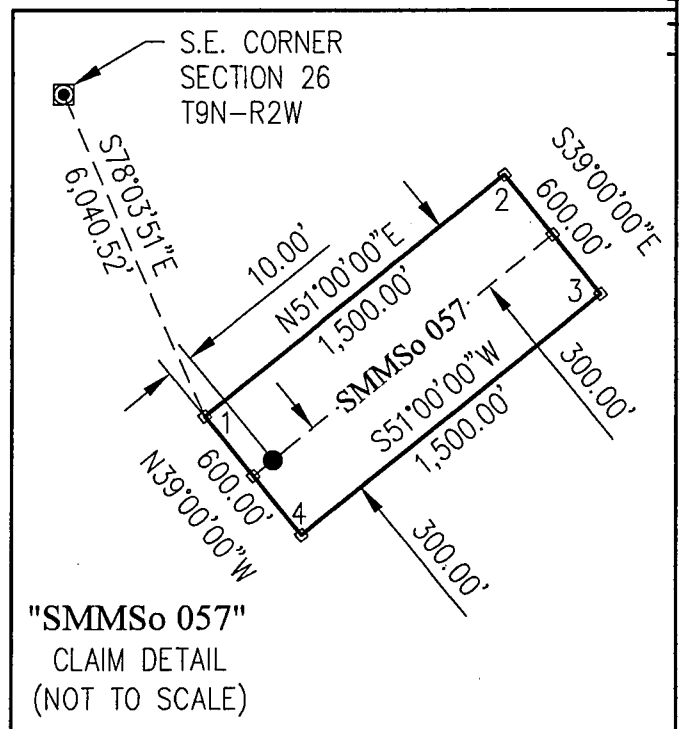 S.E. CORNER
SECTION 26
T9N-R2W
S78°03'51"E
6,040.52'
2
S39°00'00"E
600.00'
3
10.00'
N51°00'00"E
1,500.00'
SMMSo 057
S51°00'00"W
1,500.00'
300.00'
1
600.00'
N39°00'00"W
4
300.00'
"SMMSo 057"
CLAIM DETAIL
(NOT TO SCALE)